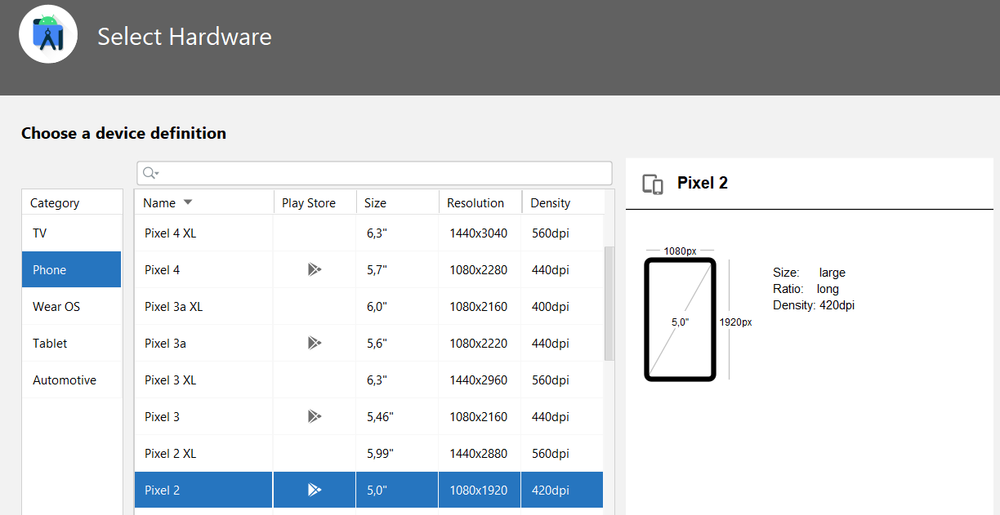 Select Hardware
Choose a device definition
Category
TV
Phone
Wear OS
Tablet
Automotive
Name Play Store Size Resolution Density
Pixel 4 XL 6,3" 1440x3040 560dpi
Pixel 4 5,7" 1080x2280 440dpi
Pixel 3a XL 6,0" 1080x2160 400dpi
Pixel 3a 5,6" 1080x2220 440dpi
Pixel 3 XL 6,3" 1440x2960 560dpi
Pixel 3 5,46" 1080x2160 440dpi
Pixel 2 XL 5,99" 1440x2880 560dpi
Pixel 2 5,0" 1080x1920 420dpi
Pixel 2
1080px
5,0"
1920px
Size: large
Ratio: long
Density: 420dpi